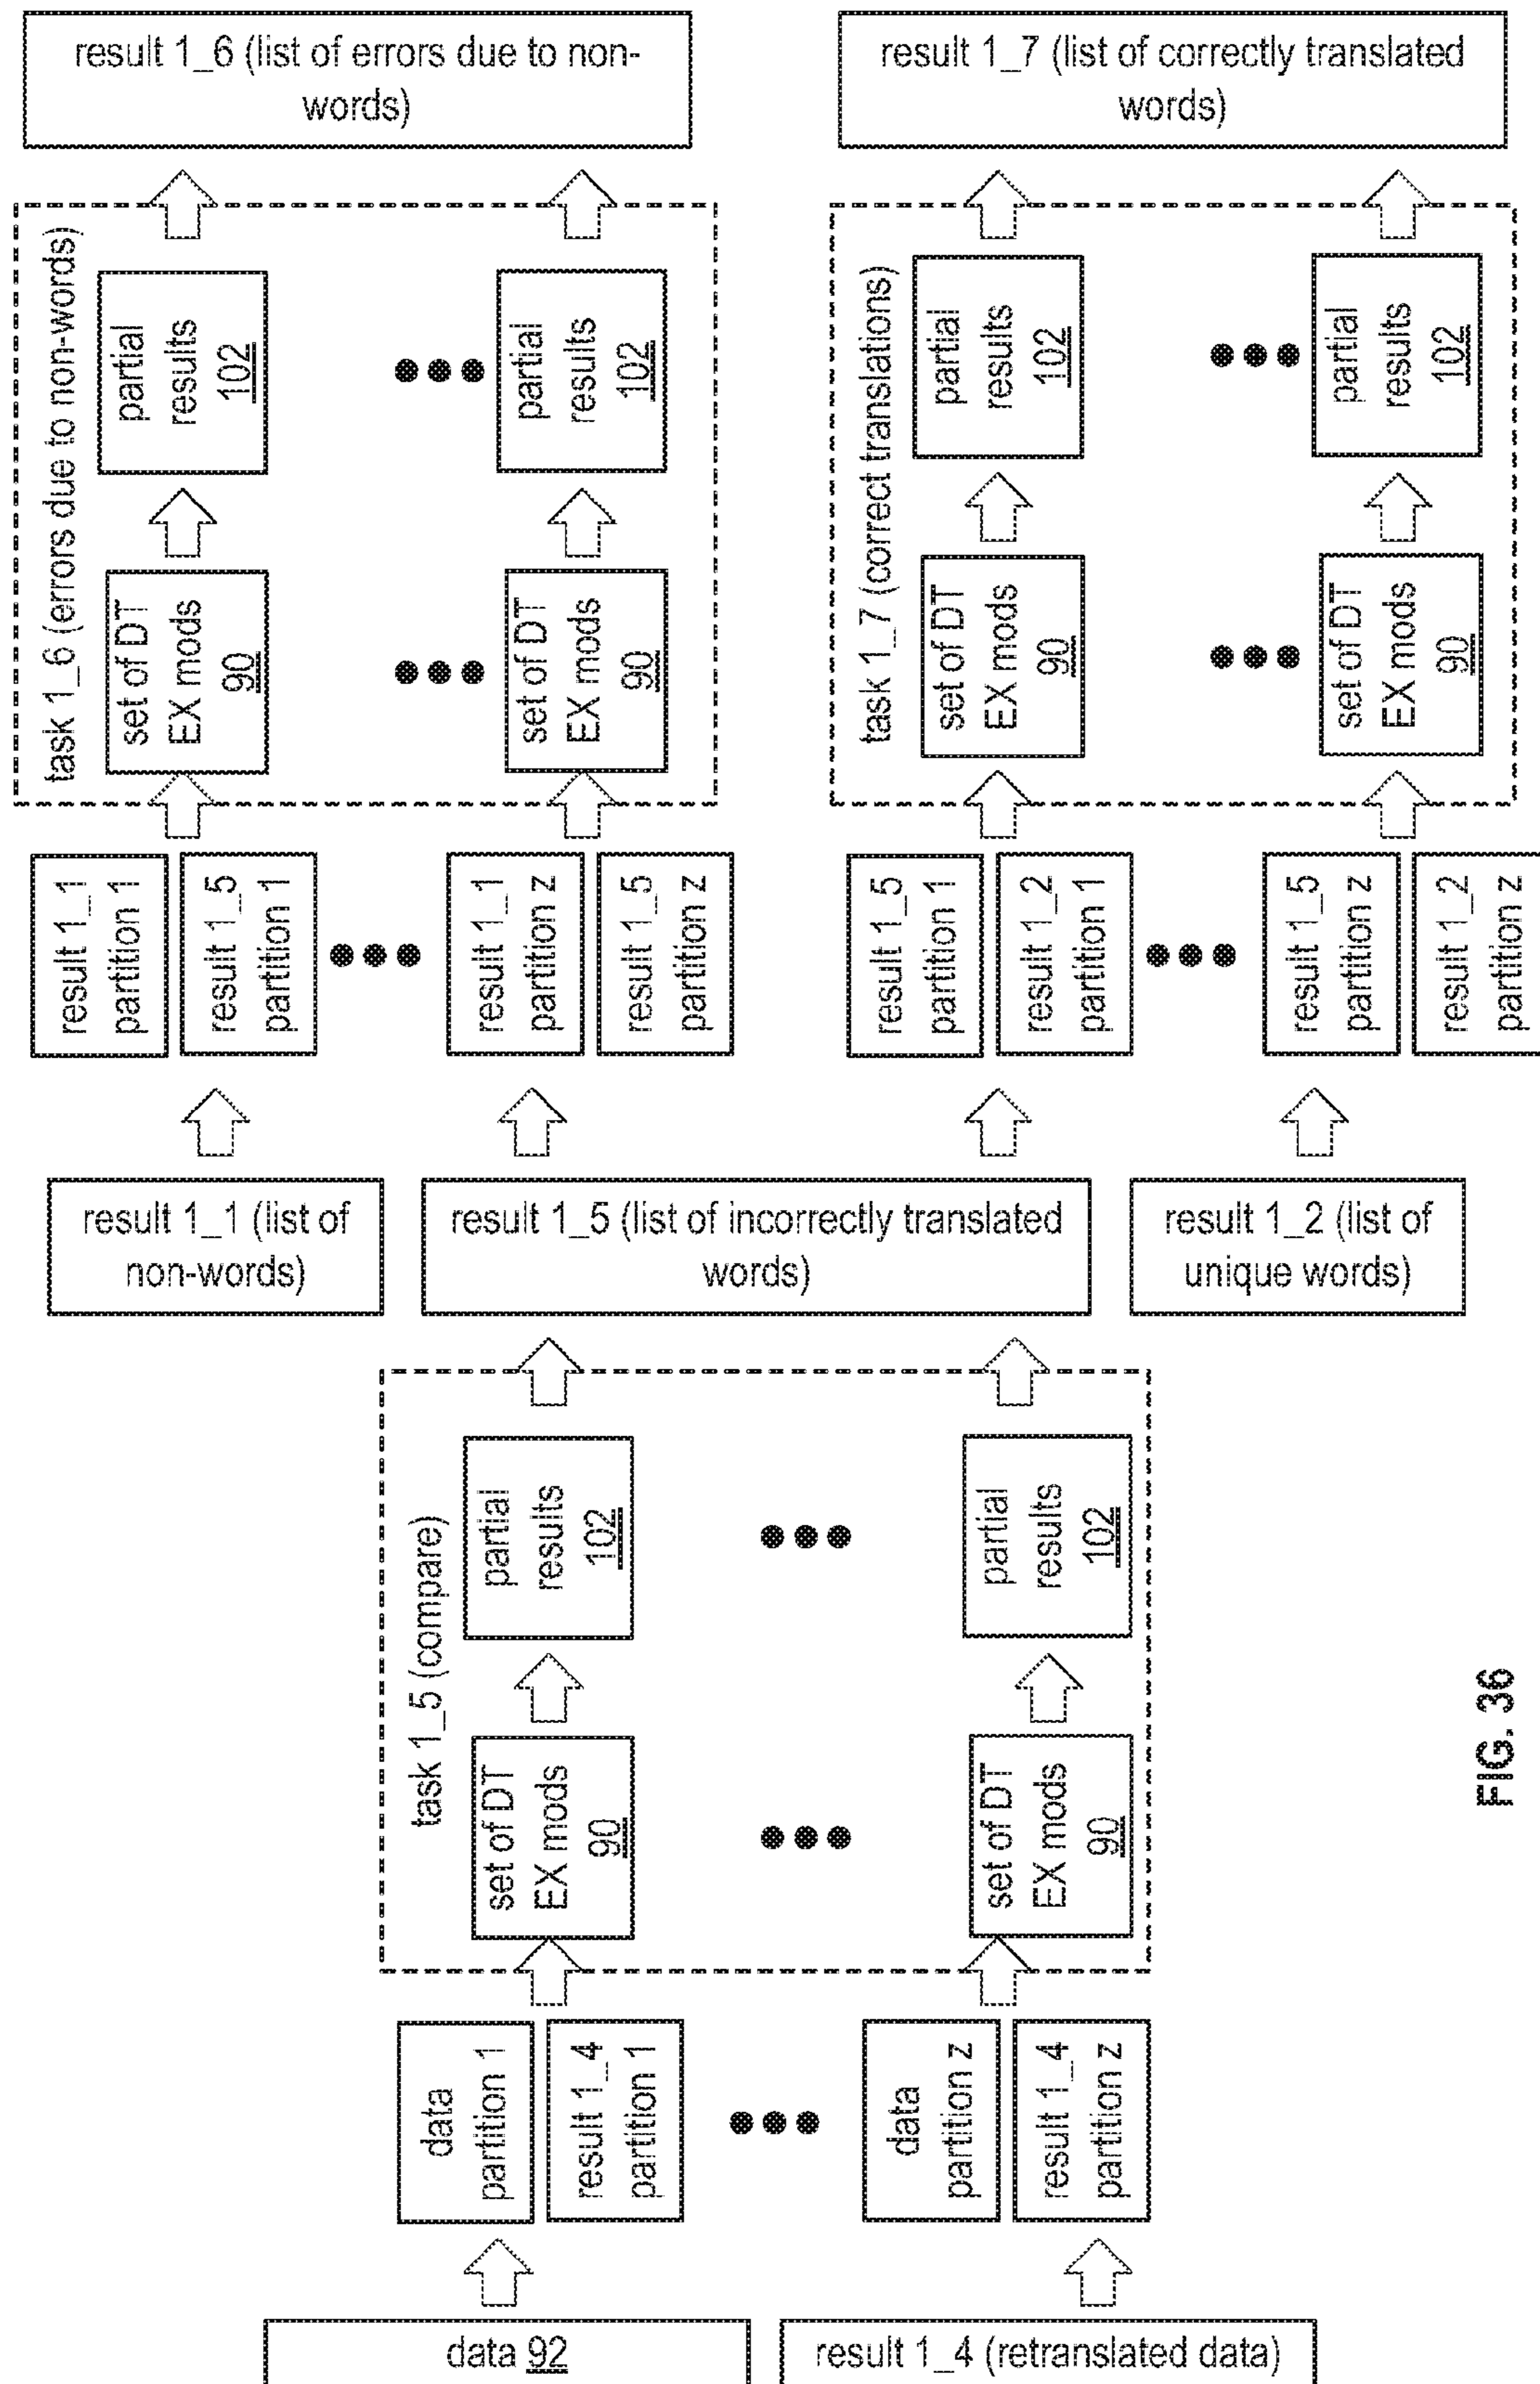 result 1_6 (list of errors due to non-
words)
result 1_7 (list of correctly translated
words)
task 1_6 (errors due to non-words)
set of DT
EX mods
90
partial
results
102
set of DT
EX mods
90
partial
results
102
task 1_7 (correct translations)
set of DT
EX mods
90
partial
results
102
set of DT
EX mods
90
partial
results
102
result 1_1
partition 1
result 1_5
partition 1
result 1_1
partition z
result 1_5
partition z
result 1_5
partition 1
result 1_2
partition 1
result 1_5
partition z
result 1_2
partition z
result 1_1 (list of
non-words)
result 1_5 (list of incorrectly translated
words)
result 1_2 (list of
unique words)
task 1_5 (compare)
set of DT
EX mods
90
partial
results
102
set of DT
EX mods
90
partial
results
102
data
partition 1
result 1_4
partition 1
data
partition z
result 1_4
partition z
data 92
result 1_4 (retranslated data)
FIG. 36